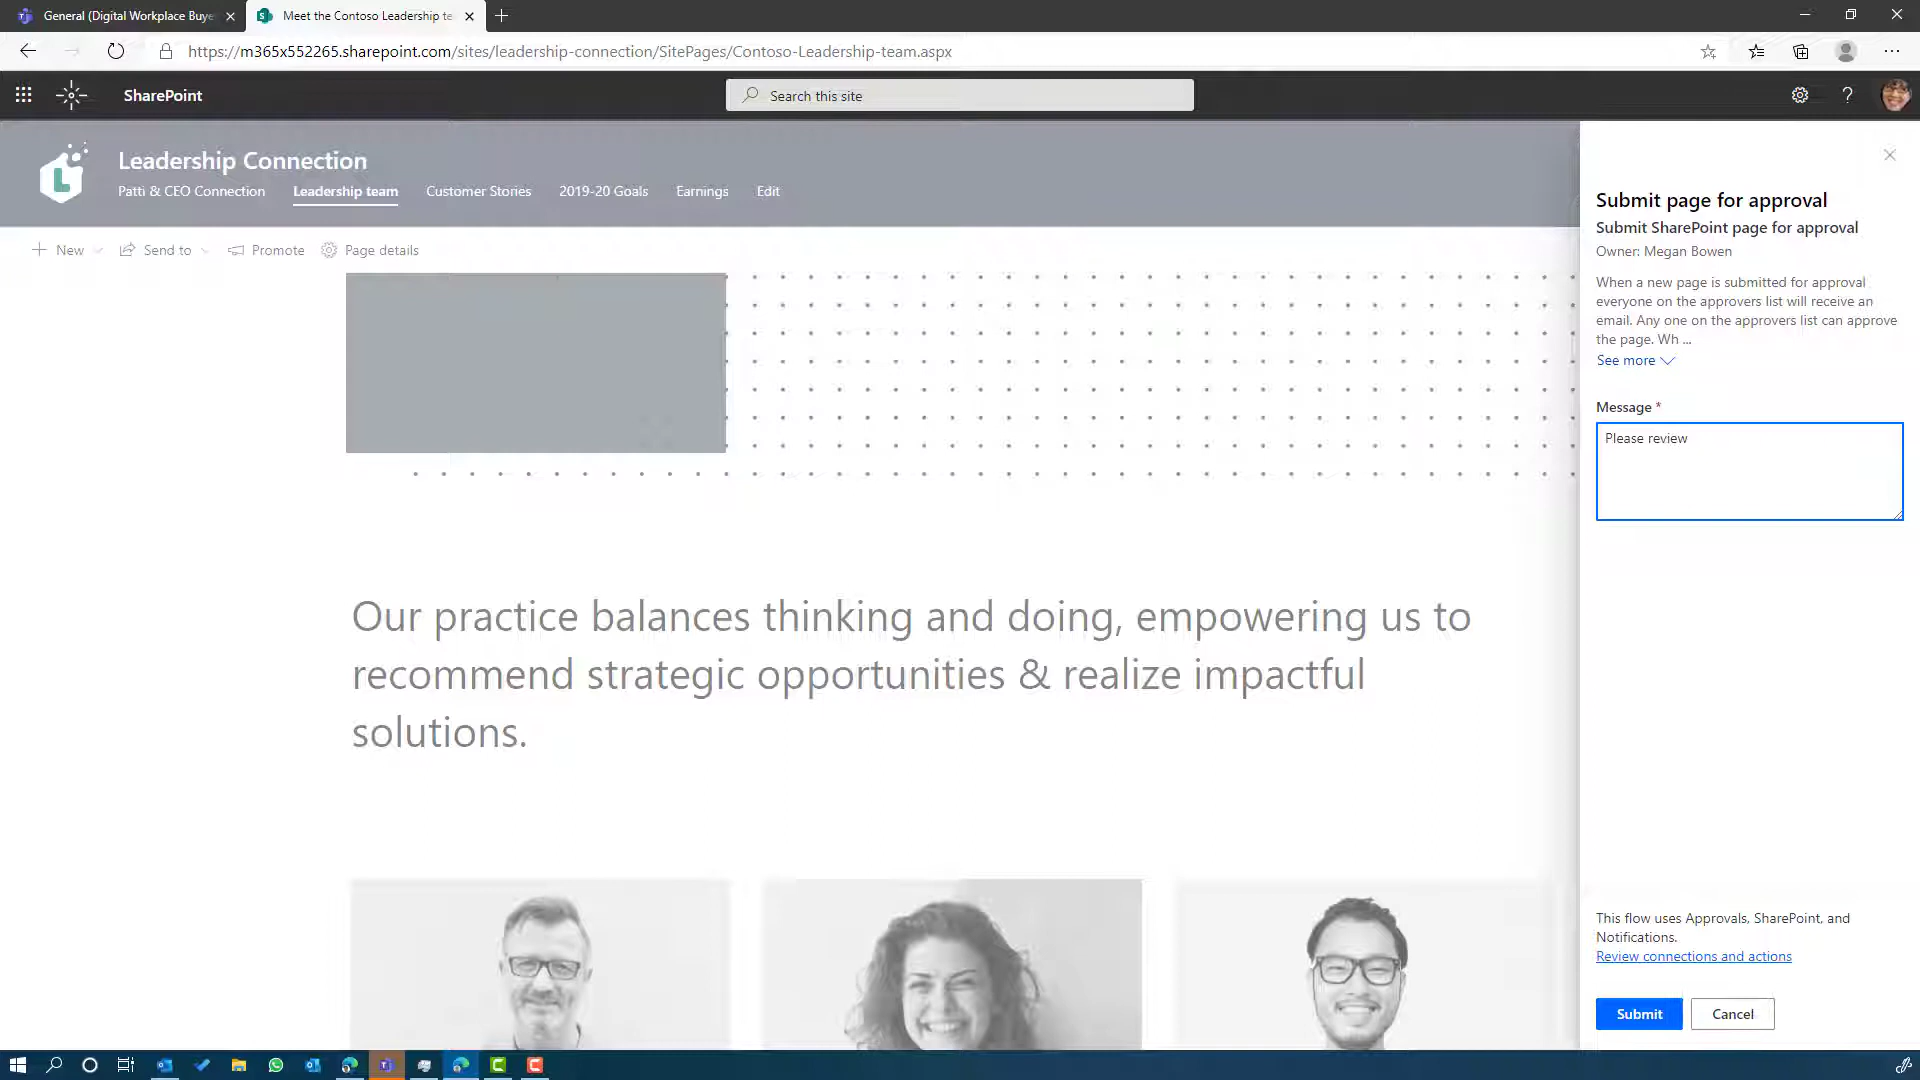 General (Digital Workplace Buye
Meet the Contoso Leadership te
https://m365x552265.sharepoint.com/sites/leadership-connection/SitePages/Contoso-Leadership-team.aspx
SharePoint
Search this site
L
Leadership Connection
Patti & CEO Connection
Leadership team
Customer Stories
2019-20 Goals
Earnings
Edit
New
Send to
Promote
Page details
Our practice balances thinking and doing, empowering us to
recommend strategic opportunities & realize impactful
solutions.
Submit page for approval
Submit SharePoint page for approval
Owner: Megan Bowen
When a new page is submitted for approval
everyone on the approvers list will receive an
email. Any one on the approvers list can approve
the page. Wh ...
See more
Message *
Please review
This flow uses Approvals, SharePoint, and
Notifications.
Review connections and actions
Submit
Cancel